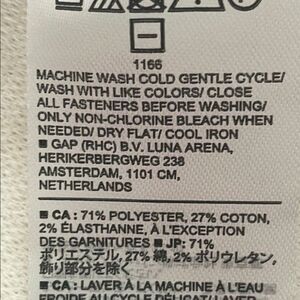 1166
MACHINE WASH COLD GENTLE CYCLE/
WASH WITH LIKE COLORS/ CLOSE
ALL FASTENERS BEFORE WASHING/
ONLY NON-CHLORINE BLEACH WHEN
NEEDED/ DRY FLAT/ COOL IRON
■ GAP (RHC) B.V. LUNA ARENA,
HERIKERBERGWEG 238
AMSTERDAM, 1101 CM,
NETHERLANDS
■ CA : 71% POLYESTER, 27% COTON,
2% ÉLASTHANNE, À L'EXCEPTION
DES GARNITURES ■ JP: 71%
ポリエステル, 27% 綿, 2% ポリウレタン,
飾り部分を除く
■ CA : LAVER À LA MACHINE À L'EAU
FROIDE AU CYCLE DÉLICAT/ LAVER